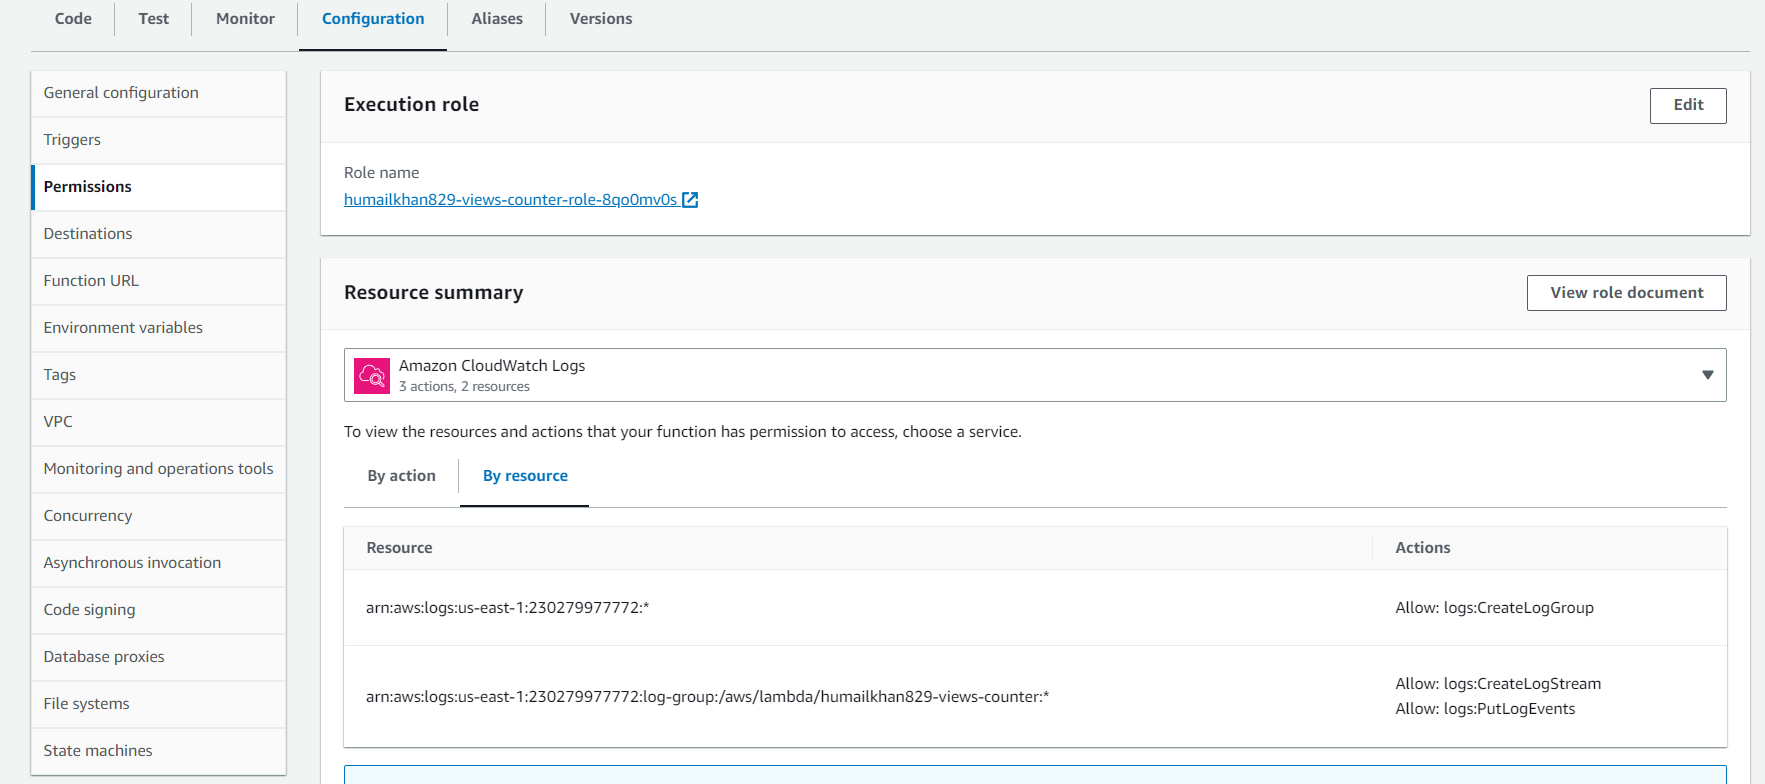 Code
Test
Monitor
Configuration
Aliases
Versions
General configuration
Triggers
Permissions
Destinations
Function URL
Environment variables
Tags
VPC
Monitoring and operations tools
Concurrency
Asynchronous invocation
Code signing
Database proxies
File systems
State machines
Execution role
Edit
Role name
humailkhan829-views-counter-role-8qo0mv0s
Resource summary
View role document
Amazon CloudWatch Logs
3 actions, 2 resources
To view the resources and actions that your function has permission to access, choose a service.
By action
By resource
Resource
Actions
arn:aws:logs:us-east-1:230279977772:*
Allow: logs:CreateLogGroup
arn:aws:logs:us-east-1:230279977772:log-group:/aws/lambda/humailkhan829-views-counter:*
Allow: logs:CreateLogStream
Allow: logs:PutLogEvents